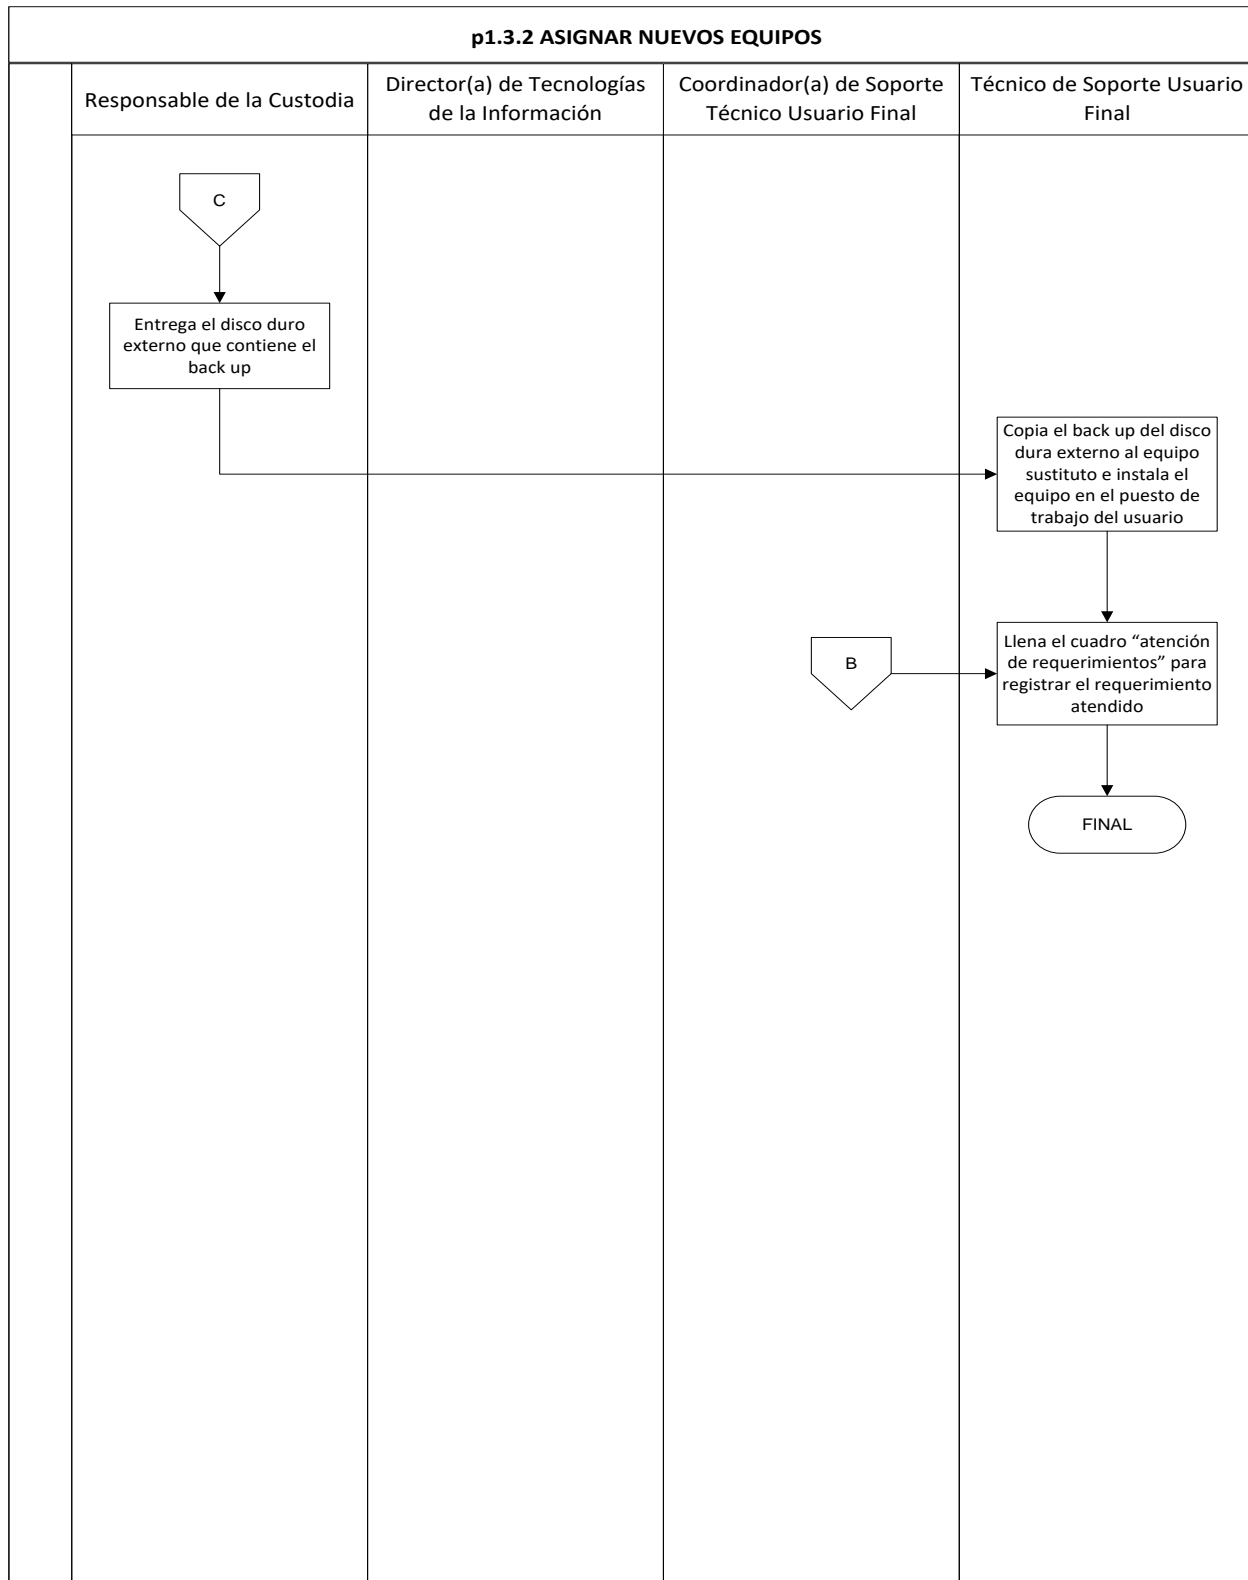 p1.3.2 ASIGNAR NUEVOS EQUIPOS
Responsable de la Custodia
Director(a) de Tecnologías
de la Información
Coordinador(a) de Soporte
Técnico Usuario Final
Técnico de Soporte Usuario
Final
C
Entrega el disco duro
externo que contiene el
back up
Copia el back up del disco
dura externo al equipo
sustituto e instala el
equipo en el puesto de
trabajo del usuario
B
Llena el cuadro “atención
de requerimientos” para
registrar el requerimiento
atendido
FINAL